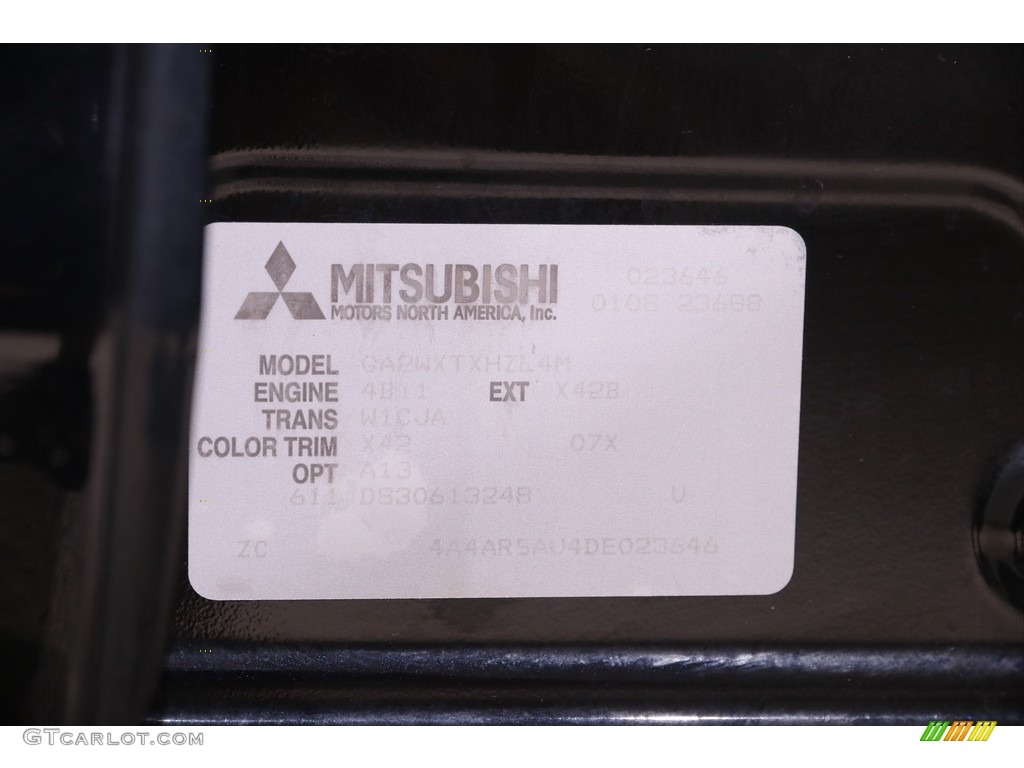 MITSUBISHI 023646
MOTORS NORTH AMERICA, Inc. 0108 23688
MODEL GA2WXTXHZL4M
ENGINE 4B11 EXT X42B
TRANS W1CJA
COLOR TRIM X42 07X
OPT A13
611 DS30613248 U
ZC 4A4AR5AU4DE023646
© GTCARLOT.COM